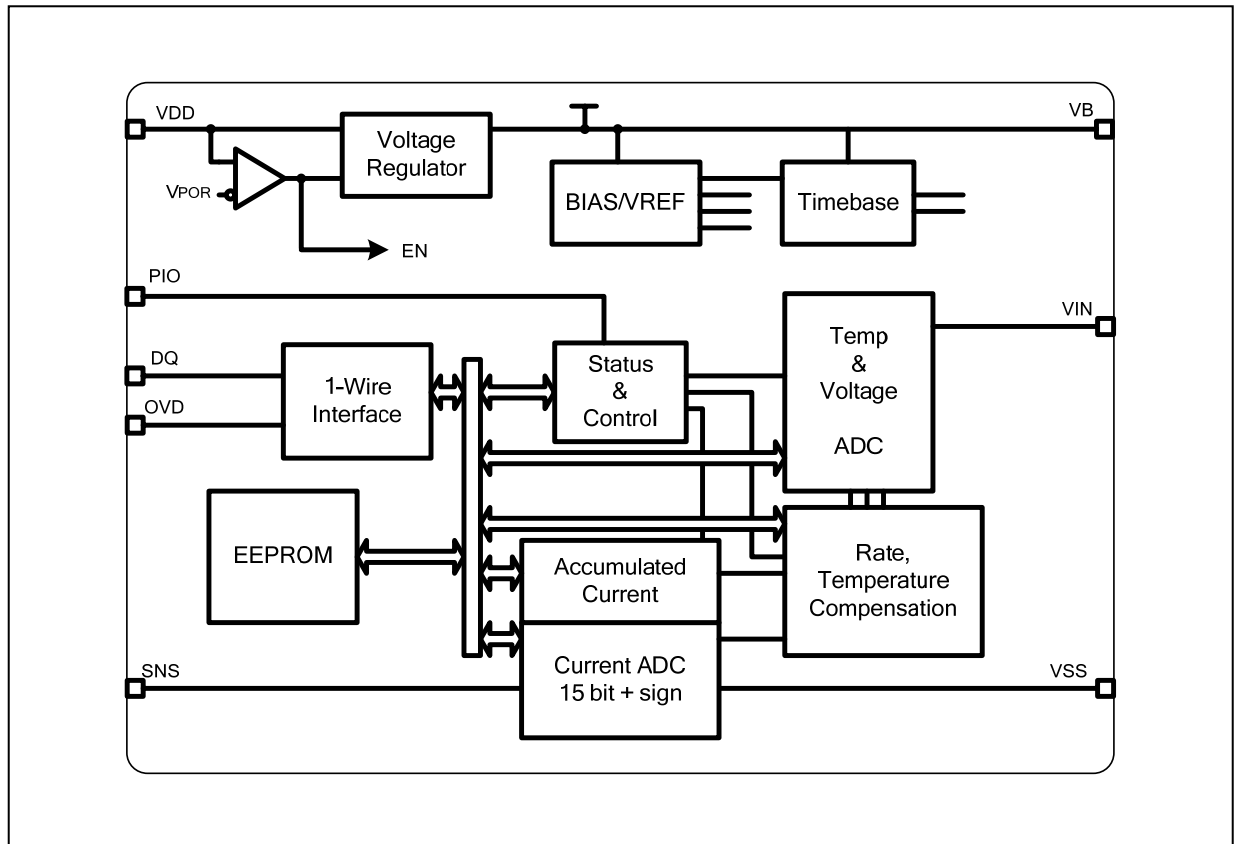 VDD
VB
Voltage
Regulator
VPOR
BIAS/VREF
Timebase
EN
PIO
VIN
Temp
&
Voltage
ADC
DQ
1-Wire
Interface
Status
&
Control
OVD
EEPROM
Accumulated
Current
Rate,
Temperature
Compensation
SNS
Current ADC
15 bit + sign
VSS